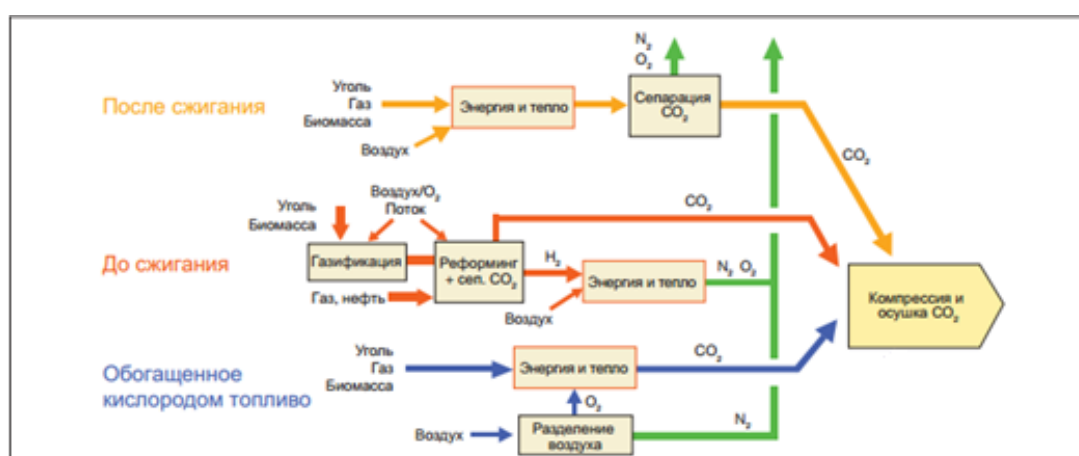 N₂
O₂
Уголь
Газ
Биомасса
Воздух
После сжигания
Энергия и тепло
Сепарация
CO₂
CO₂
Воздух/O₂
Поток
Уголь
Биомасса
CO₂
До сжигания
Газификация
Реформинг
+ сеп. CO₂
H₂
Энергия и тепло
N₂ O₂
Газ, нефть
Воздух
Компрессия и
осушка CO₂
Обогащенное
кислородом топливо
Уголь
Газ
Биомасса
Энергия и тепло
CO₂
O₂
Воздух
Разделение
воздуха
N₂